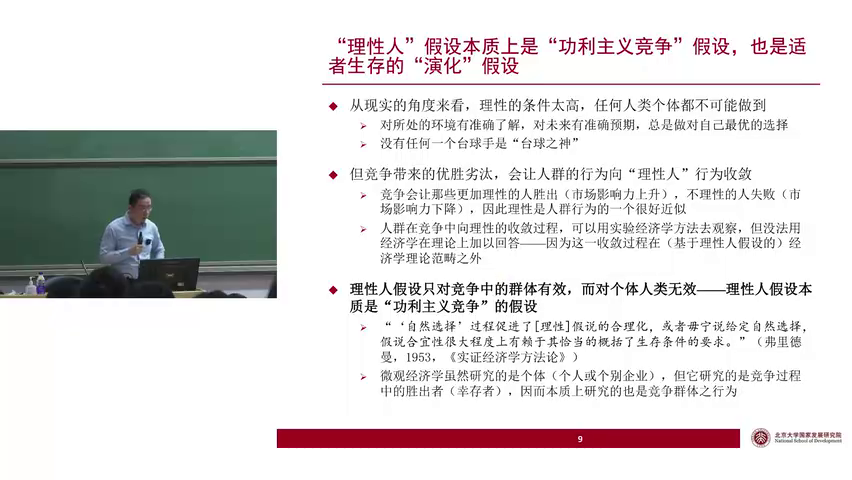 “理性人”假设本质上是“功利主义竞争”假设，也是适
者生存的“演化”假设
从现实的角度来看，理性的条件太高，任何人类个体都不可能做到
对所处的环境有准确了解，对未来有准确预期，总是做对自己最优的选择
没有任何一个台球手是“台球之神”
但竞争带来的优胜劣汰，会让人群的行为向“理性人”行为收敛
竞争会让那些更加理性的人胜出（市场影响力上升），不理性的人失败（市
场影响力下降），因此理性是人群行为的一个很好近似
人群在竞争中向理性的收敛过程，可以用实验经济学方法去观察，但没法用
经济学在理论上加以回答——因为这一收敛过程在（基于理性人假设的）经
济学理论范畴之外
理性人假设只对竞争中的群体有效，而对个体人类无效——理性人假设本
质是“功利主义竞争”的假设
“‘自然选择’过程促进了[理性]假说的合理化，或者毋宁说给定自然选择，
假说合宜性很大程度上有赖于其恰当的概括了生存条件的要求。”（弗里德
曼，1953，《实证经济学方法论》）
微观经济学虽然研究的是个体（个人或个别企业），但它研究的是竞争过程
中的胜出者（幸存者），因而本质上研究的也是竞争群体之行为
9
北京大学国家发展研究院
National School of Development